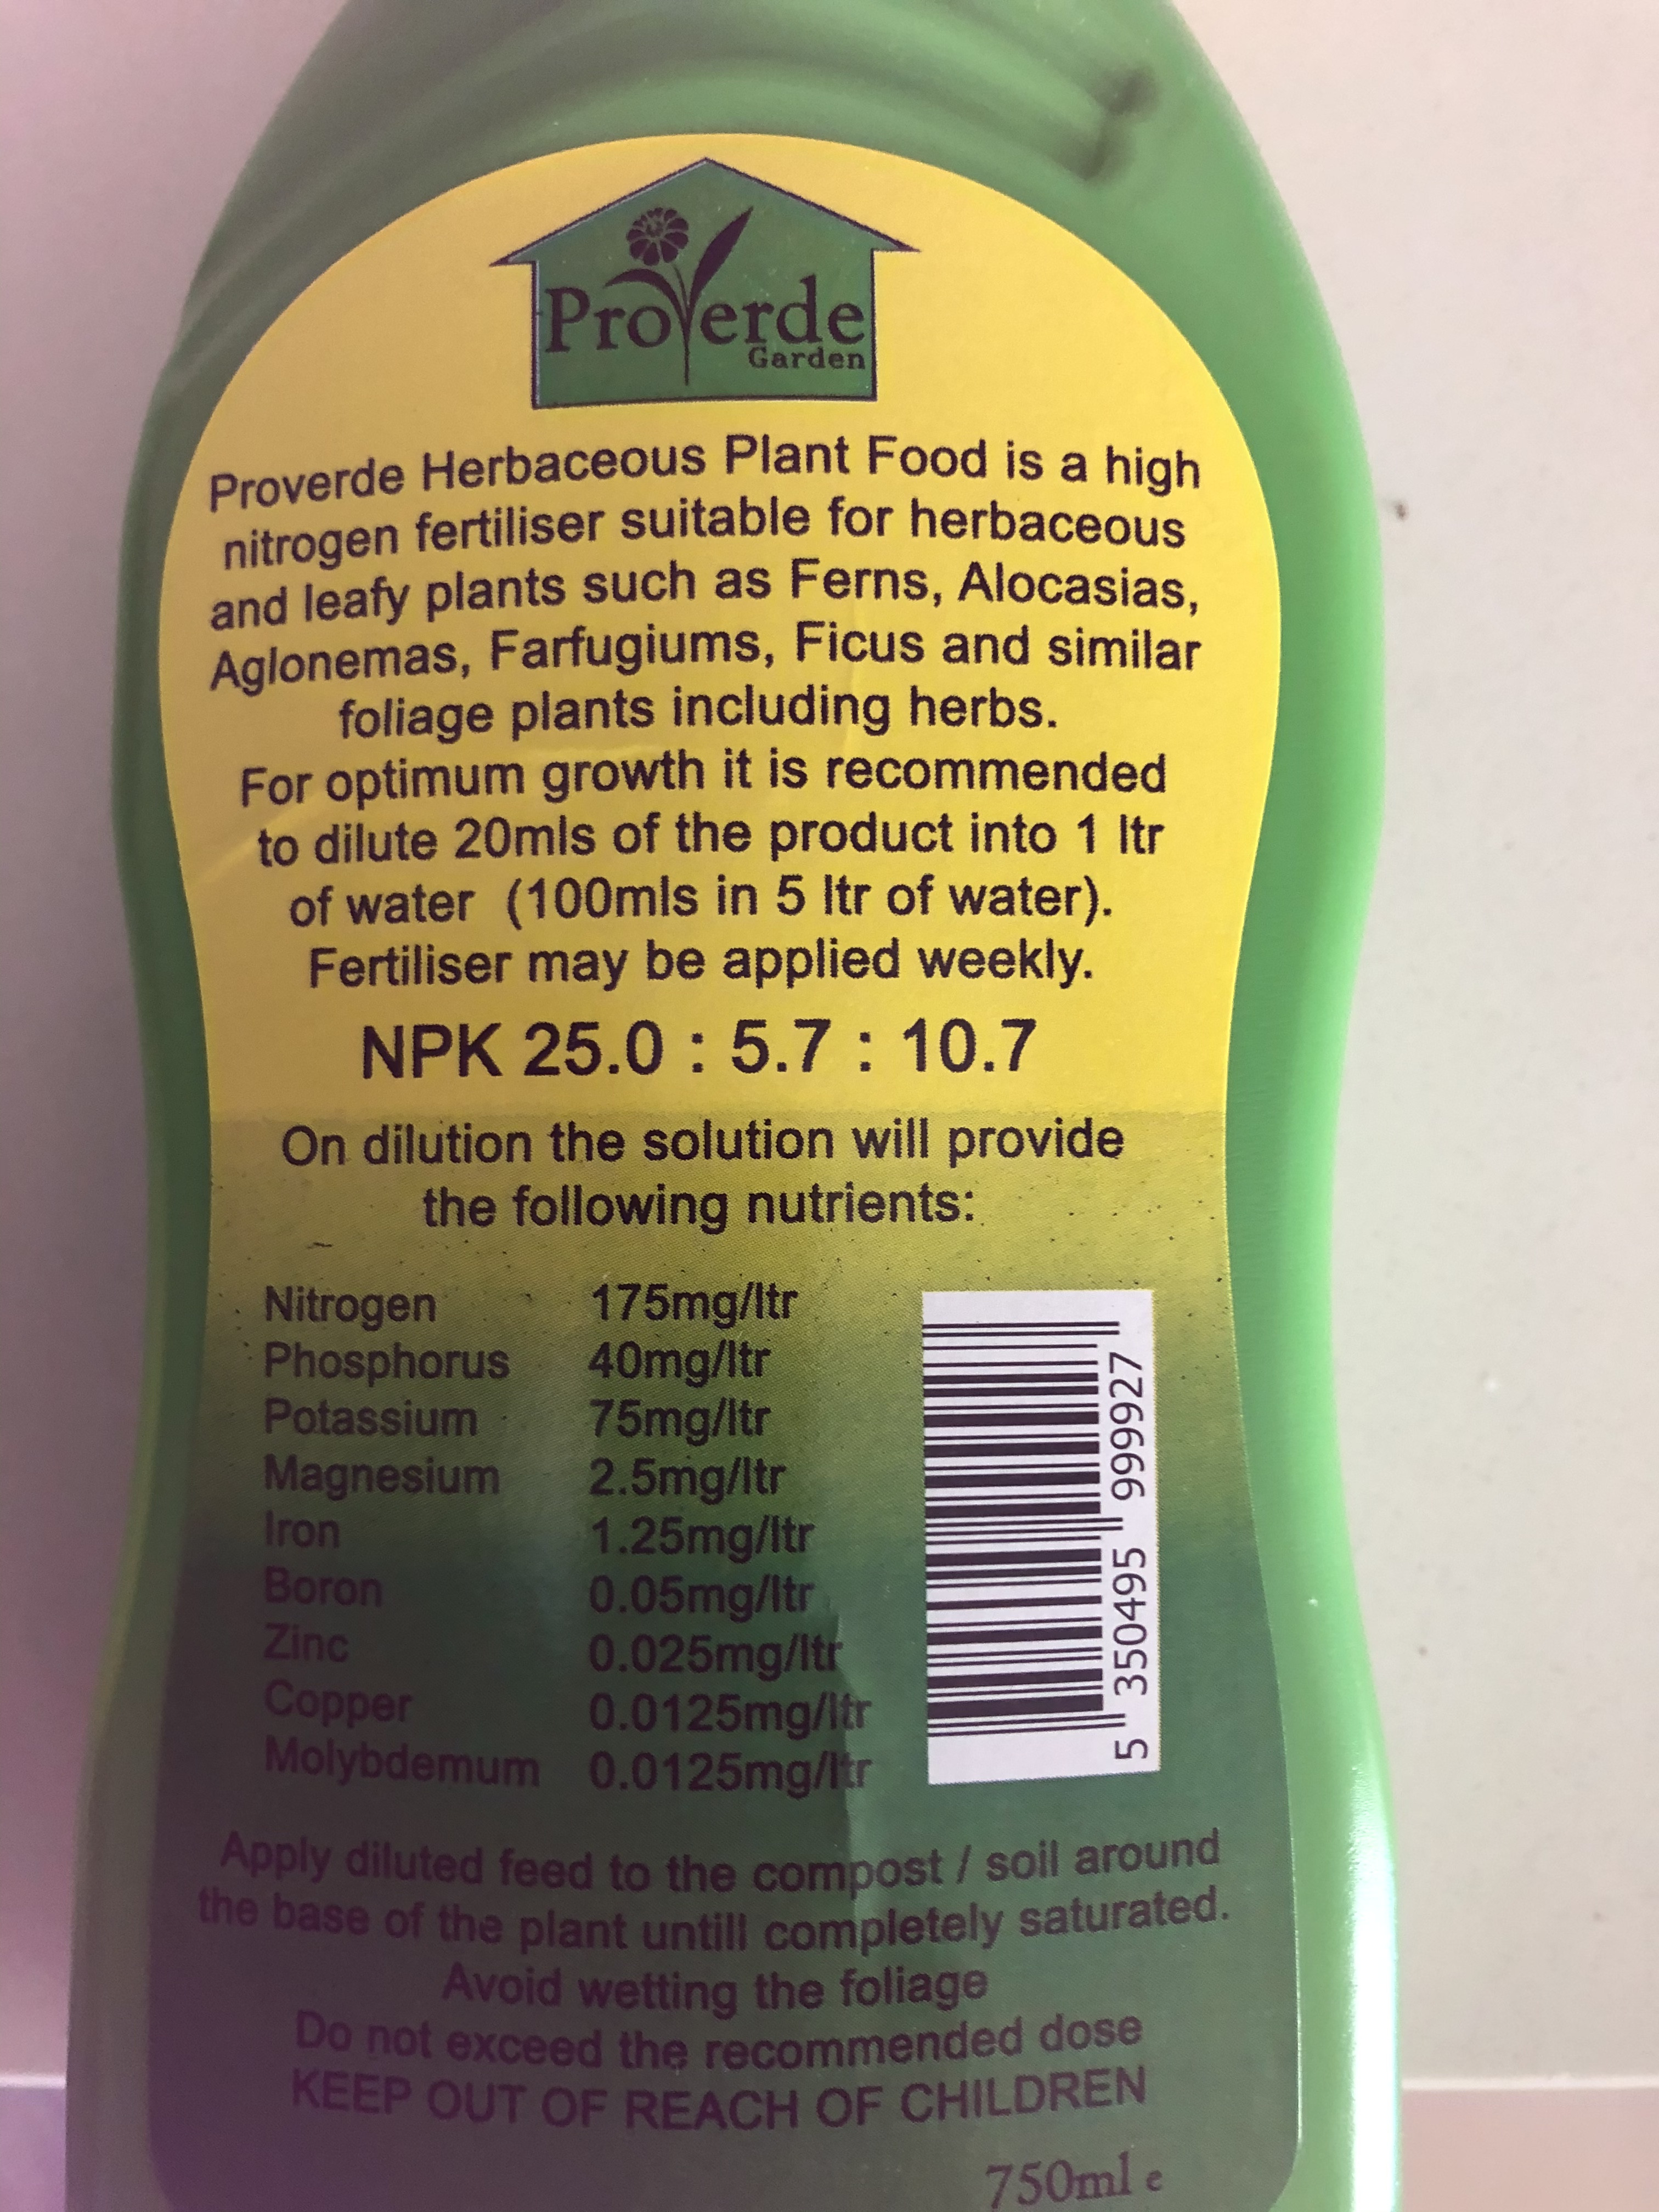 ProVerde
Garden
Proverde Herbaceous Plant Food is a high
nitrogen fertiliser suitable for herbaceous
and leafy plants such as Ferns, Alocasias,
Aglonemas, Farfugiums, Ficus and similar
foliage plants including herbs.
For optimum growth it is recommended
to dilute 20mls of the product into 1 ltr
of water (100mls in 5 ltr of water).
Fertiliser may be applied weekly.
NPK 25.0 : 5.7 : 10.7
On dilution the solution will provide
the following nutrients:
Nitrogen 175mg/ltr
Phosphorus 40mg/ltr
Potassium 75mg/ltr
Magnesium 2.5mg/ltr
Iron 1.25mg/ltr
Boron 0.05mg/ltr
Zinc 0.025mg/ltr
Copper 0.0125mg/ltr
Molybdemum 0.0125mg/ltr
5 350495 999927
Apply diluted feed to the compost / soil around
the base of the plant untill completely saturated.
Avoid wetting the foliage
Do not exceed the recommended dose
KEEP OUT OF REACH OF CHILDREN
750ml e